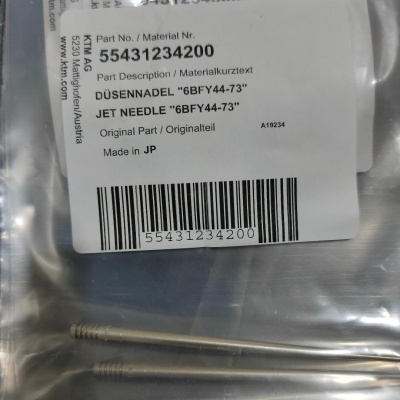 Part No. / Material Nr.
55431234200
Part Description / Materialkurztext
DÜSENNADEL "6BFY44-73"
JET NEEDLE "6BFY44-73"
Original Part / Originalteil
A19234
Made in JP
55431234200
KTM AG
5230 Mattighofen/Austria
www.ktm.com